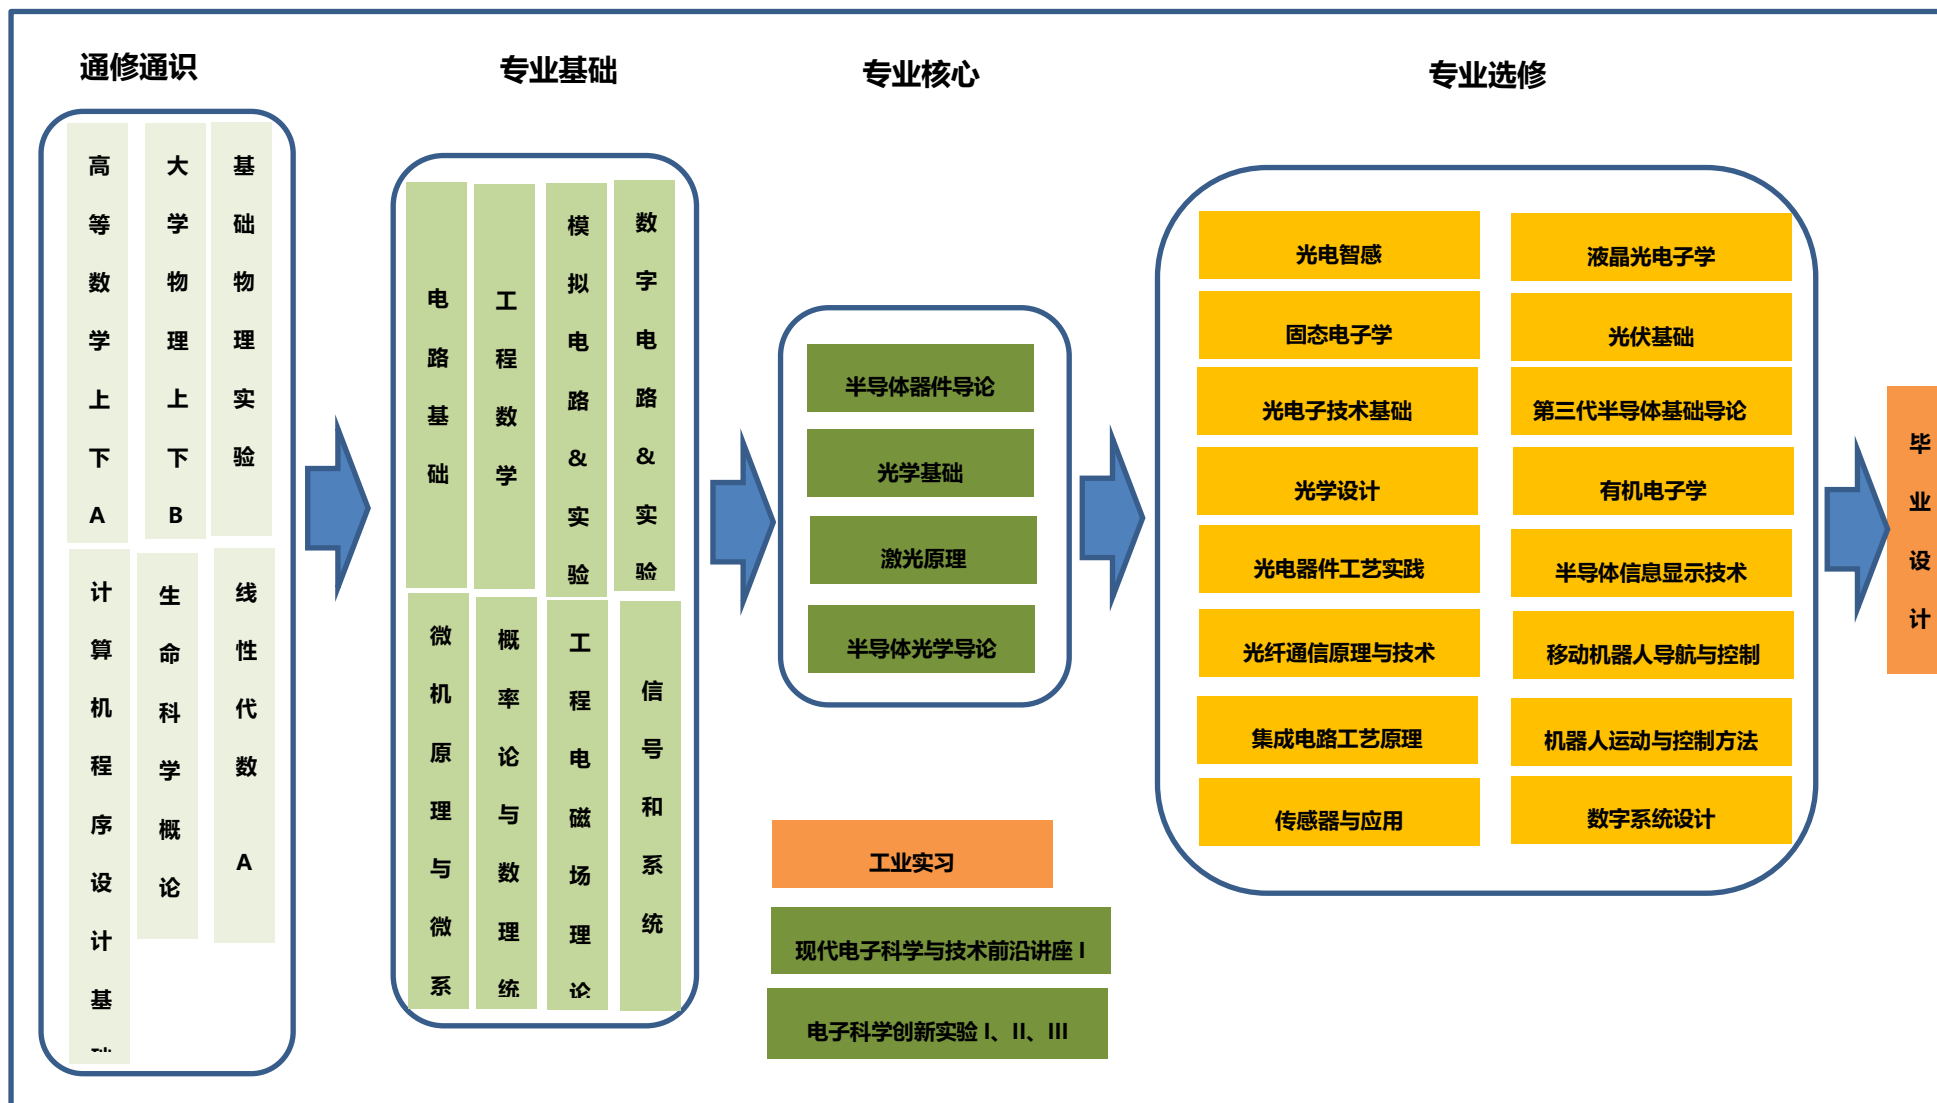 通修通识
专业基础
专业核心
专业选修
高等数学上下A
大学物理上下B
基础物理实验
计算机程序设计基
生命科学概论
线性代数 A
电路基础
工程数学
模拟电路&实验
数字电路&实验
微机原理与微系
概率论与数理统
工程电磁场理论
信号和系统
半导体器件导论
光学基础
激光原理
半导体光学导论
工业实习
现代电子科学与技术前沿讲座 I
电子科学创新实验 I、II、III
光电智感
液晶光电子学
固态电子学
光伏基础
光电子技术基础
第三代半导体基础导论
光学设计
有机电子学
光电器件工艺实践
半导体信息显示技术
光纤通信原理与技术
移动机器人导航与控制
集成电路工艺原理
机器人运动与控制方法
传感器与应用
数字系统设计
毕业设计